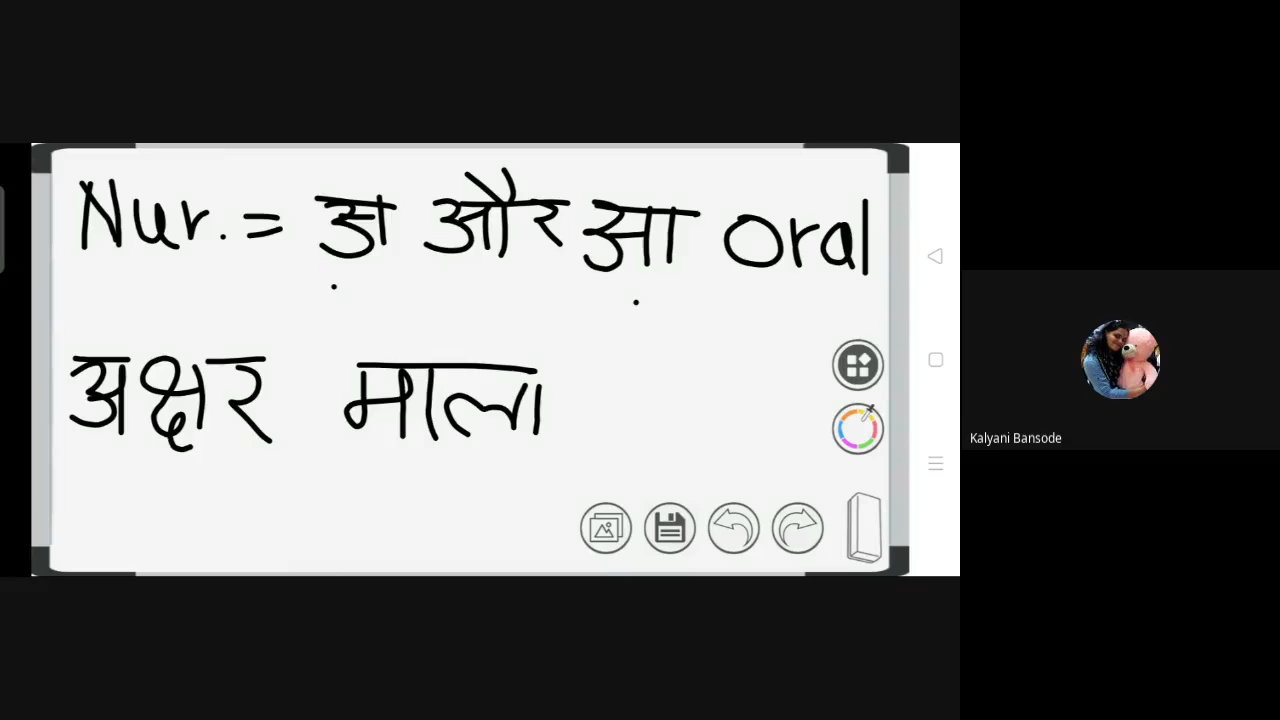 Nur. = अ और आ oral
अक्षर माला
Kalyani Bansode